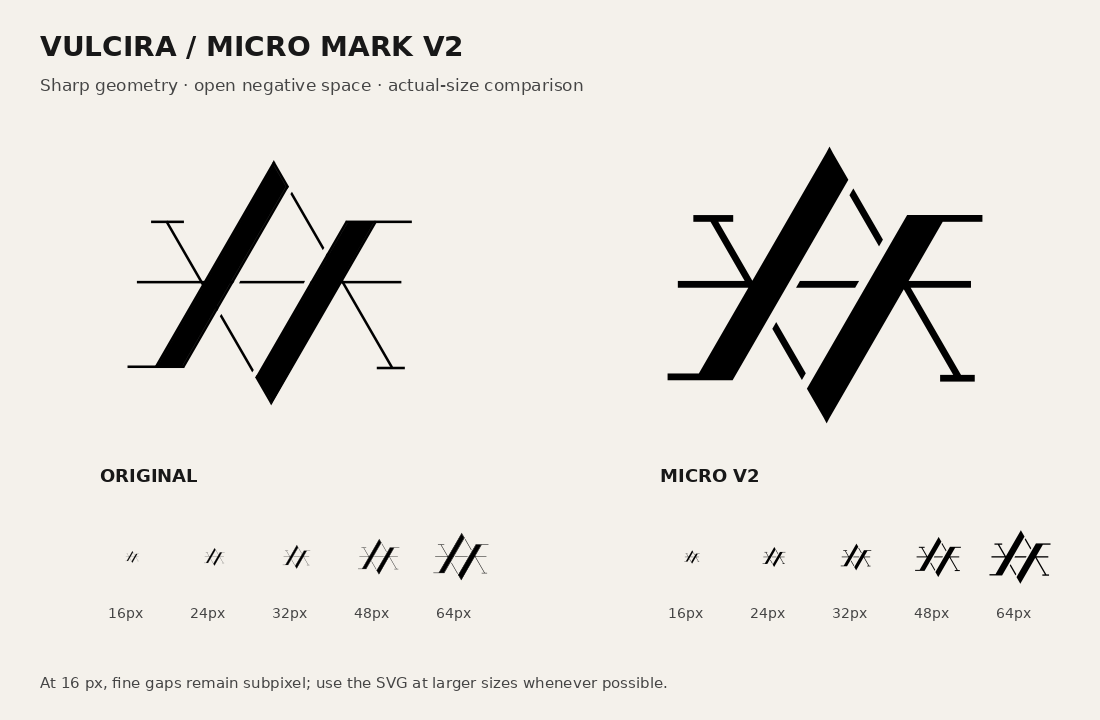 VULCIRA / MICRO MARK V2
Sharp geometry · open negative space · actual-size comparison
ORIGINAL
MICRO V2
16px 24px 32px 48px 64px
16px 24px 32px 48px 64px
At 16 px, fine gaps remain subpixel; use the SVG at larger sizes whenever possible.